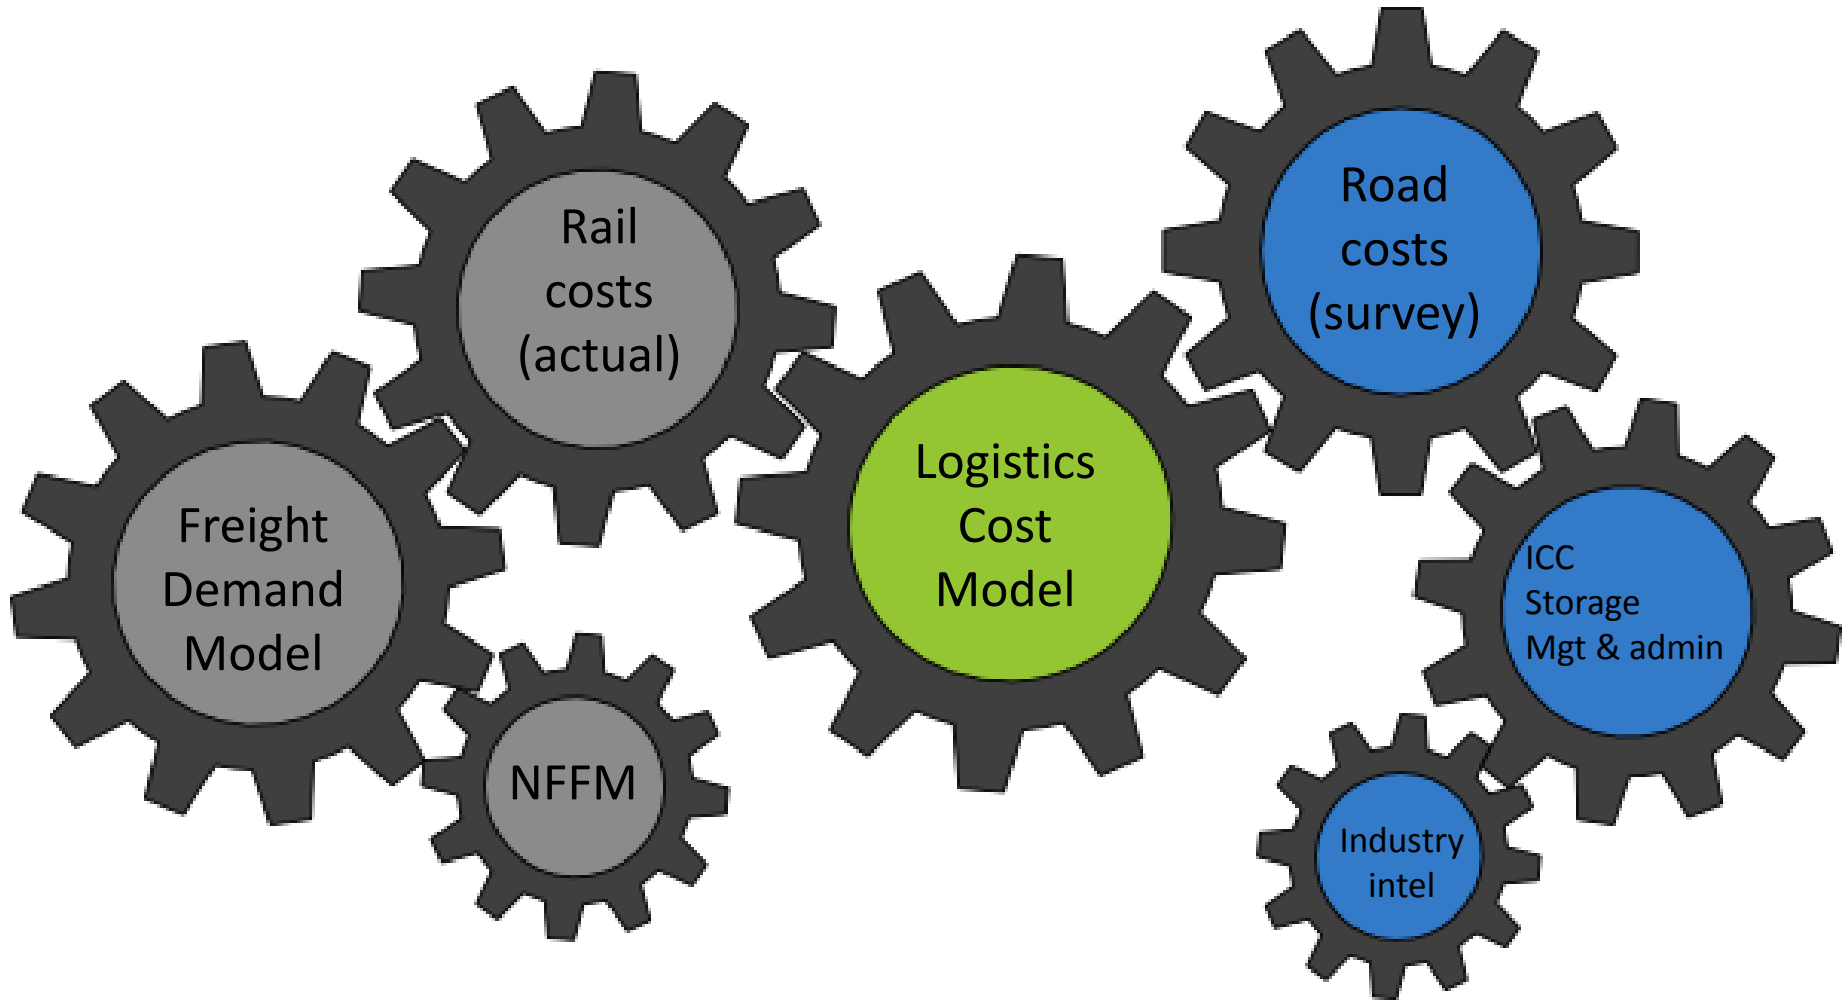 Rail
costs
(actual)
Road
costs
(survey)
Freight
Demand
Model
Logistics
Cost
Model
ICC
Storage
Mgt & admin
NFFM
Industry
intel